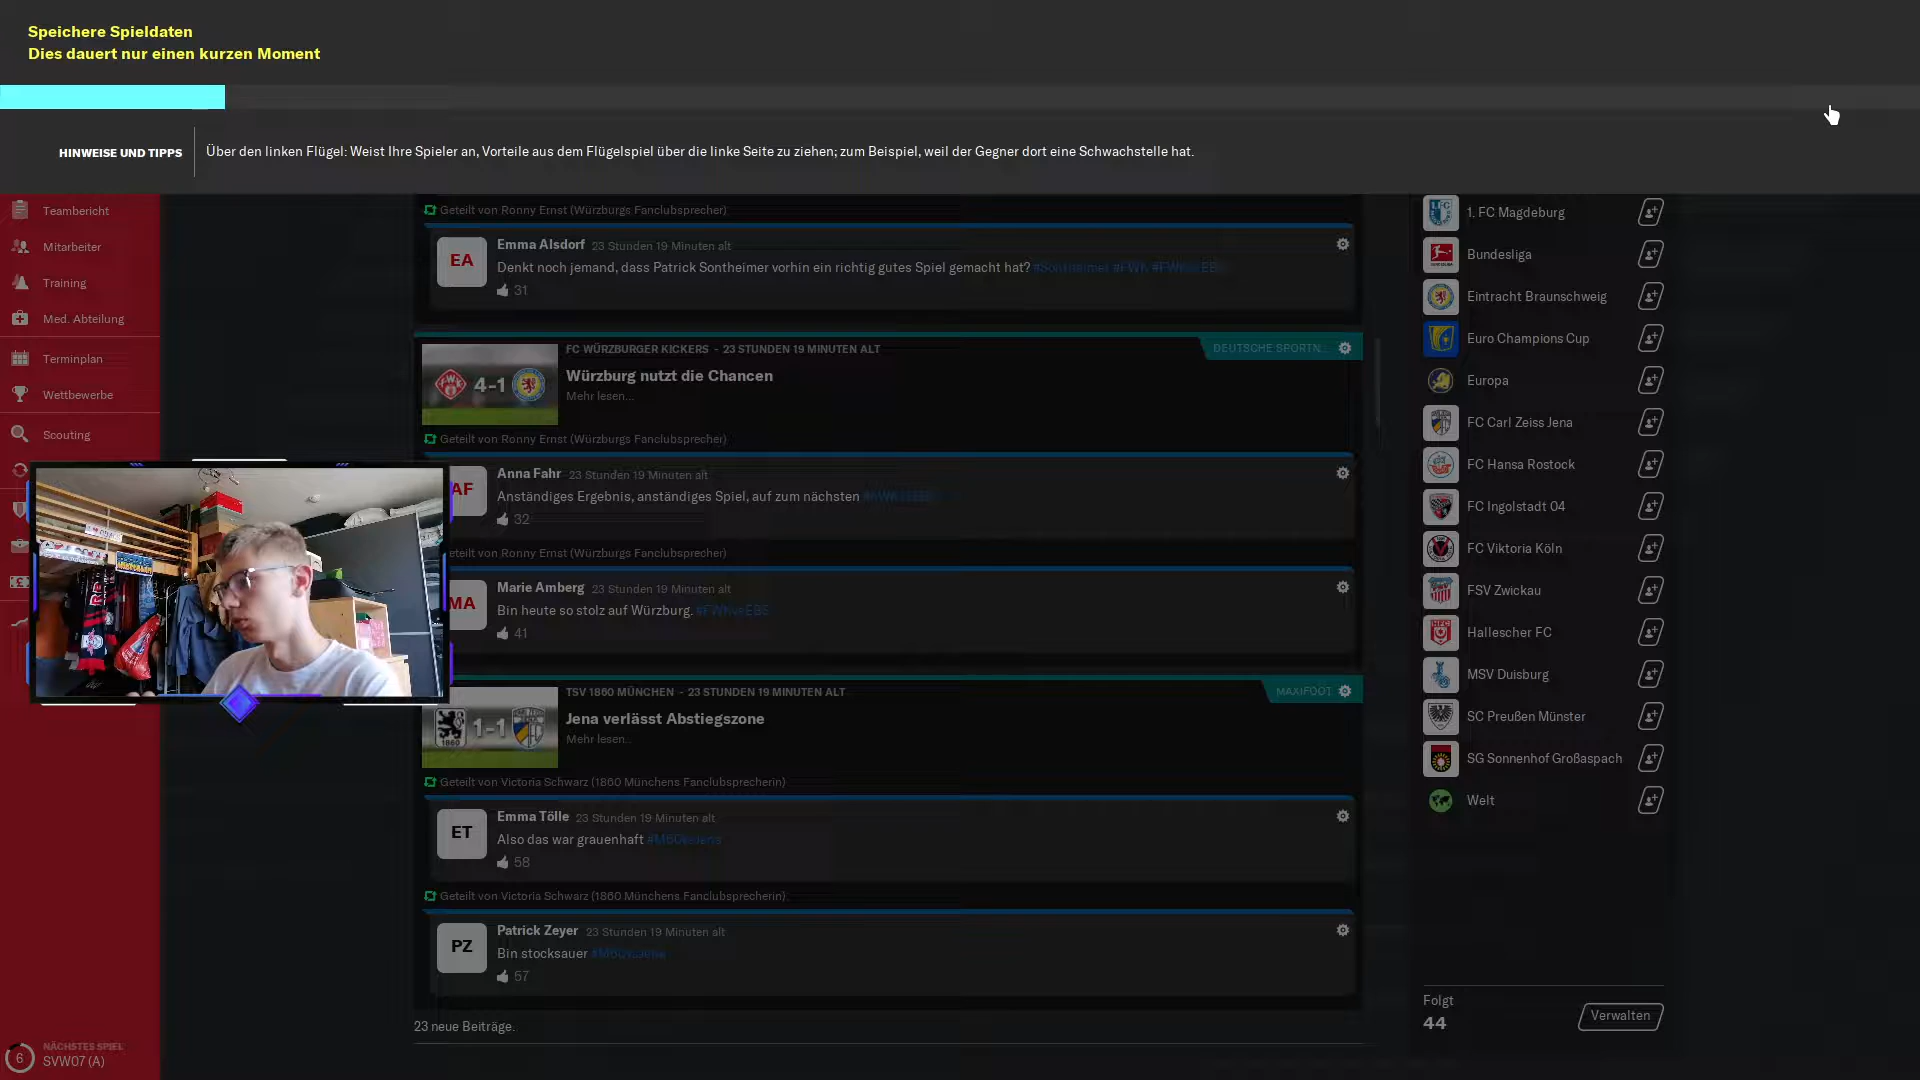 Speichere Spieldaten
Dies dauert nur einen kurzen Moment
HINWEISE UND TIPPS
Über den linken Flügel: Weist Ihre Spieler an, Vorteile aus dem Flügelspiel über die linke Seite zu ziehen; zum Beispiel, weil der Gegner dort eine Schwachstelle hat.
Teambericht
Mitarbeiter
Training
Med. Abteilung
Terminplan
Wettbewerbe
Scouting
6
NÄCHSTES SPIEL
SVW07 (A)
Geteilt von Ronny Ernst (Würzburgs Fanclubsprecher)
EA
Emma Alsdorf 23 Stunden 19 Minuten alt
Denkt noch jemand, dass Patrick Sontheimer vorhin ein richtig gutes Spiel gemacht hat? #Sontheimer #FWK
31
FC WÜRZBURGER KICKERS - 23 STUNDEN 19 MINUTEN ALT
DEUTSCHE SPORTN...
4-1
Würzburg nutzt die Chancen
Mehr lesen...
Geteilt von Ronny Ernst (Würzburgs Fanclubsprecher)
AF
Anna Fahr 23 Stunden 19 Minuten alt
Anständiges Ergebnis, anständiges Spiel, auf zum nächsten
32
eteilt von Ronny Ernst (Würzburgs Fanclubsprecher)
MA
Marie Amberg 23 Stunden 19 Minuten alt
Bin heute so stolz auf Würzburg. #FWKvsEBS
41
TSV 1860 MÜNCHEN - 23 STUNDEN 19 MINUTEN ALT
MAXIFOOT
1-1
Jena verlässt Abstiegszone
Mehr lesen...
Geteilt von Victoria Schwarz (1860 Münchens Fanclubsprecherin)
ET
Emma Tölle 23 Stunden 19 Minuten alt
Also das war grauenhaft
58
Geteilt von Victoria Schwarz (1860 Münchens Fanclubsprecherin)
PZ
Patrick Zeyer 23 Stunden 19 Minuten alt
Bin stocksauer
57
23 neue Beiträge.
1. FC Magdeburg
Bundesliga
Eintracht Braunschweig
Euro Champions Cup
Europa
FC Carl Zeiss Jena
FC Hansa Rostock
FC Ingolstadt 04
FC Viktoria Köln
FSV Zwickau
Hallescher FC
MSV Duisburg
SC Preußen Münster
SG Sonnenhof Großaspach
Welt
Folgt
44
Verwalten